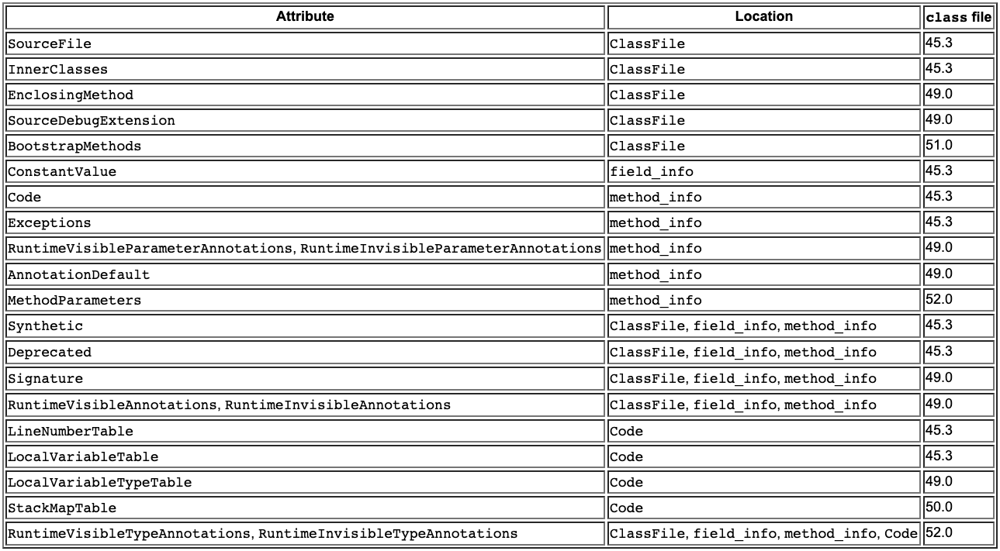 Attribute Location class file
SourceFile ClassFile 45.3
InnerClasses ClassFile 45.3
EnclosingMethod ClassFile 49.0
SourceDebugExtension ClassFile 49.0
BootstrapMethods ClassFile 51.0
ConstantValue field_info 45.3
Code method_info 45.3
Exceptions method_info 45.3
RuntimeVisibleParameterAnnotations, RuntimeInvisibleParameterAnnotations method_info 49.0
AnnotationDefault method_info 49.0
MethodParameters method_info 52.0
Synthetic ClassFile, field_info, method_info 45.3
Deprecated ClassFile, field_info, method_info 45.3
Signature ClassFile, field_info, method_info 49.0
RuntimeVisibleAnnotations, RuntimeInvisibleAnnotations ClassFile, field_info, method_info 49.0
LineNumberTable Code 45.3
LocalVariableTable Code 45.3
LocalVariableTypeTable Code 49.0
StackMapTable Code 50.0
RuntimeVisibleTypeAnnotations, RuntimeInvisibleTypeAnnotations ClassFile, field_info, method_info, Code 52.0